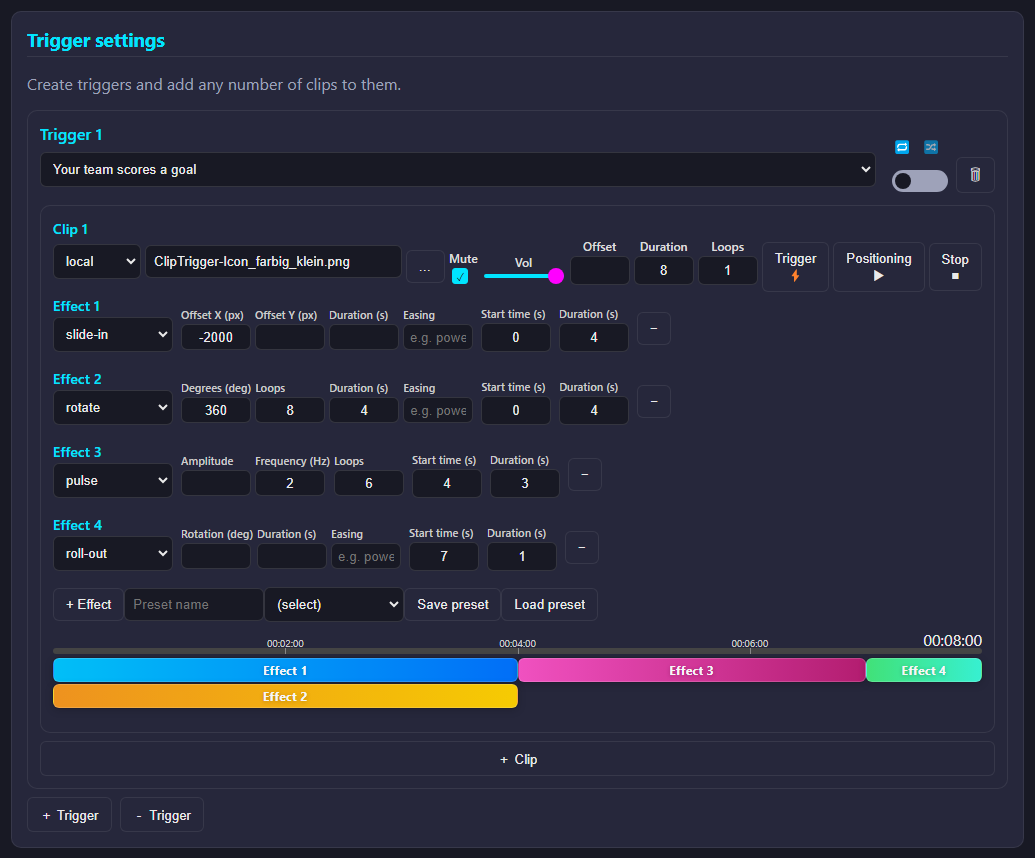 Trigger settings
Create triggers and add any number of clips to them.
Trigger 1
Your team scores a goal
Clip 1
local ClipTrigger-Icon_farbig_klein.png ... Mute Vol Offset Duration 8 Loops 1 Trigger Positioning Stop
Effect 1
slide-in Offset X (px) -2000 Offset Y (px) Duration (s) Easing e.g. powe Start time (s) 0 Duration (s) 4 −
Effect 2
rotate Degrees (deg) 360 Loops 8 Duration (s) 4 Easing e.g. powe Start time (s) 0 Duration (s) 4 −
Effect 3
pulse Amplitude Frequency (Hz) 2 Loops 6 Start time (s) 4 Duration (s) 3 −
Effect 4
roll-out Rotation (deg) Duration (s) Easing e.g. powe Start time (s) 7 Duration (s) 1 −
+ Effect Preset name (select) Save preset Load preset
00:02:00 00:04:00 00:06:00 00:08:00
Effect 1 Effect 3 Effect 4
Effect 2
+ Clip
+ Trigger - Trigger